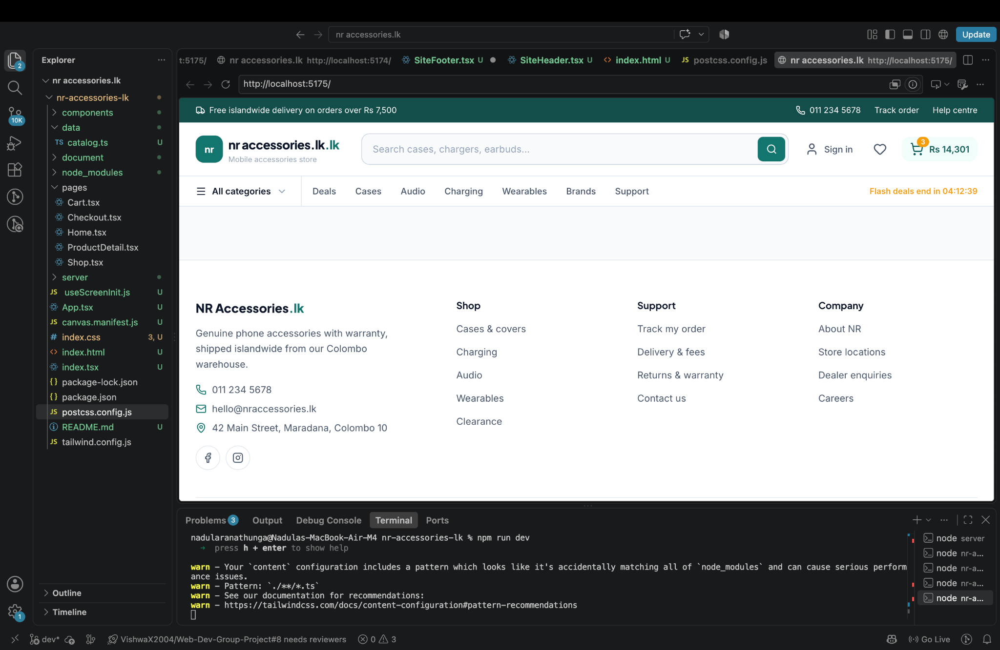 nr accessories.lk
Update
2
10K
1
Explorer
nr accessories.lk
nr-accessories-lk
components
data
TS catalog.ts U
document
node_modules
pages
Cart.tsx
Checkout.tsx
Home.tsx
ProductDetail.tsx
Shop.tsx
server
JS useScreenInit.js U
App.tsx U
JS canvas.manifest.js U
# index.css 3, U
<> index.html U
index.tsx U
{} package-lock.json
{} package.json
JS postcss.config.js
README.md U
JS tailwind.config.js
Outline
Timeline
t:5175/
nr accessories.lk http://localhost:5174/
SiteFooter.tsx U
SiteHeader.tsx U
<> index.html U
JS postcss.config.js
nr accessories.lk http://localhost:5175/
http://localhost:5175/
Free islandwide delivery on orders over Rs 7,500
011 234 5678
Track order
Help centre
nr
nr accessories.lk.lk
Mobile accessories store
Search cases, chargers, earbuds...
Sign in
3
Rs 14,301
All categories
Deals
Cases
Audio
Charging
Wearables
Brands
Support
Flash deals end in 04:12:39
NR Accessories.lk
Genuine phone accessories with warranty,
shipped islandwide from our Colombo
warehouse.
011 234 5678
hello@nraccessories.lk
42 Main Street, Maradana, Colombo 10
Shop
Cases & covers
Charging
Audio
Wearables
Clearance
Support
Track my order
Delivery & fees
Returns & warranty
Contact us
Company
About NR
Store locations
Dealer enquiries
Careers
Problems 3
Output
Debug Console
Terminal
Ports
nadularanathunga@Nadulas-MacBook-Air-M4 nr-accessories-lk % npm run dev
➜ press h + enter to show help
warn – Your `content` configuration includes a pattern which looks like it's accidentally matching all of `node_modules` and can cause serious perform
ance issues.
warn – Pattern: `./**/*.ts`
warn – See our documentation for recommendations:
warn – https://tailwindcss.com/docs/content-configuration#pattern-recommendations
node server
node nr-a...
node nr-a...
node nr-a...
node nr-a...
dev*
VishwaX2004/Web-Dev-Group-Project#8 needs reviewers
0
3
Go Live